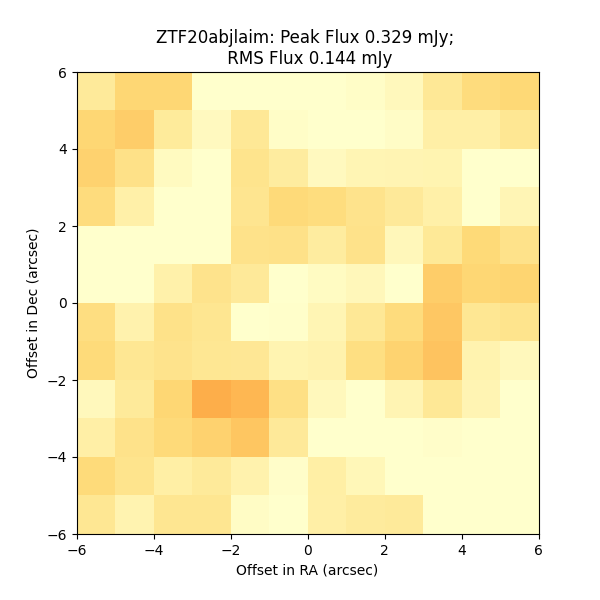 ZTF20abjlaim: Peak Flux 0.329 mJy;
RMS Flux 0.144 mJy
6
4
2
0
−2
−4
−6
Offset in Dec (arcsec)
−6 −4 −2 0 2 4 6
Offset in RA (arcsec)